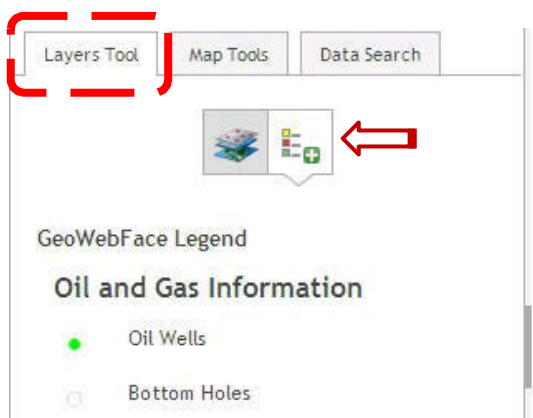 Layers Tool Map Tools Data Search
GeoWebFace Legend
Oil and Gas Information
Oil Wells
Bottom Holes